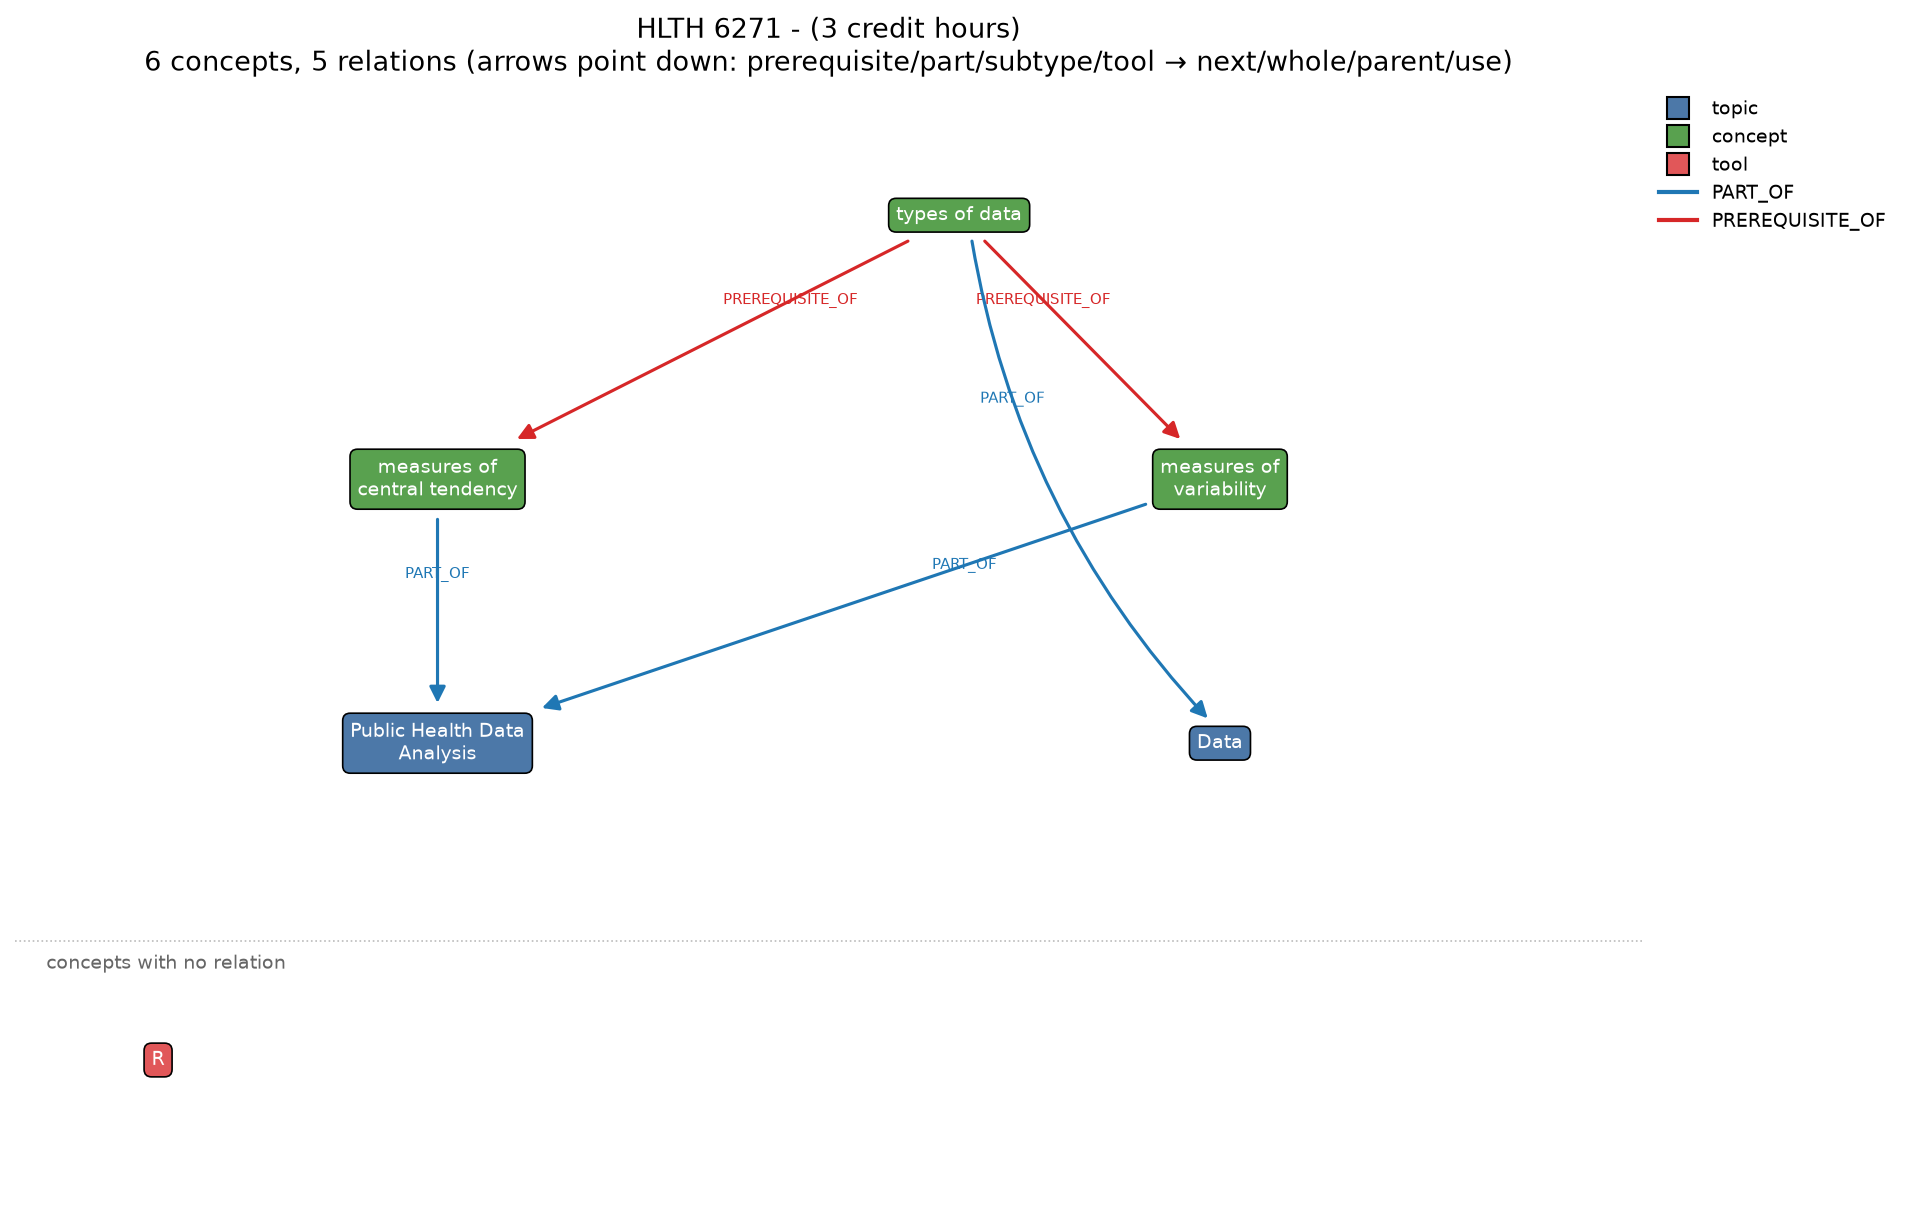 HLTH 6271 - (3 credit hours)
6 concepts, 5 relations (arrows point down: prerequisite/part/subtype/tool → next/whole/parent/use)
topic
concept
tool
PART_OF
PREREQUISITE_OF
types of data
PREREQUISITE_OF
PREREQUISITE_OF
PART_OF
measures of
central tendency
measures of
variability
PART_OF
PART_OF
Public Health Data
Analysis
Data
concepts with no relation
R